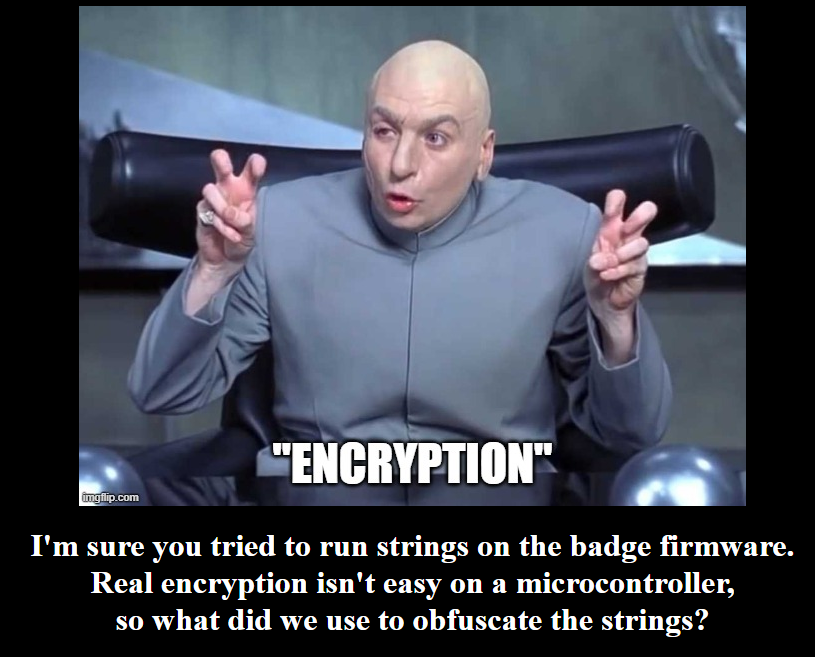 "ENCRYPTION"
imgflip.com
I'm sure you tried to run strings on the badge firmware.
Real encryption isn't easy on a microcontroller,
so what did we use to obfuscate the strings?